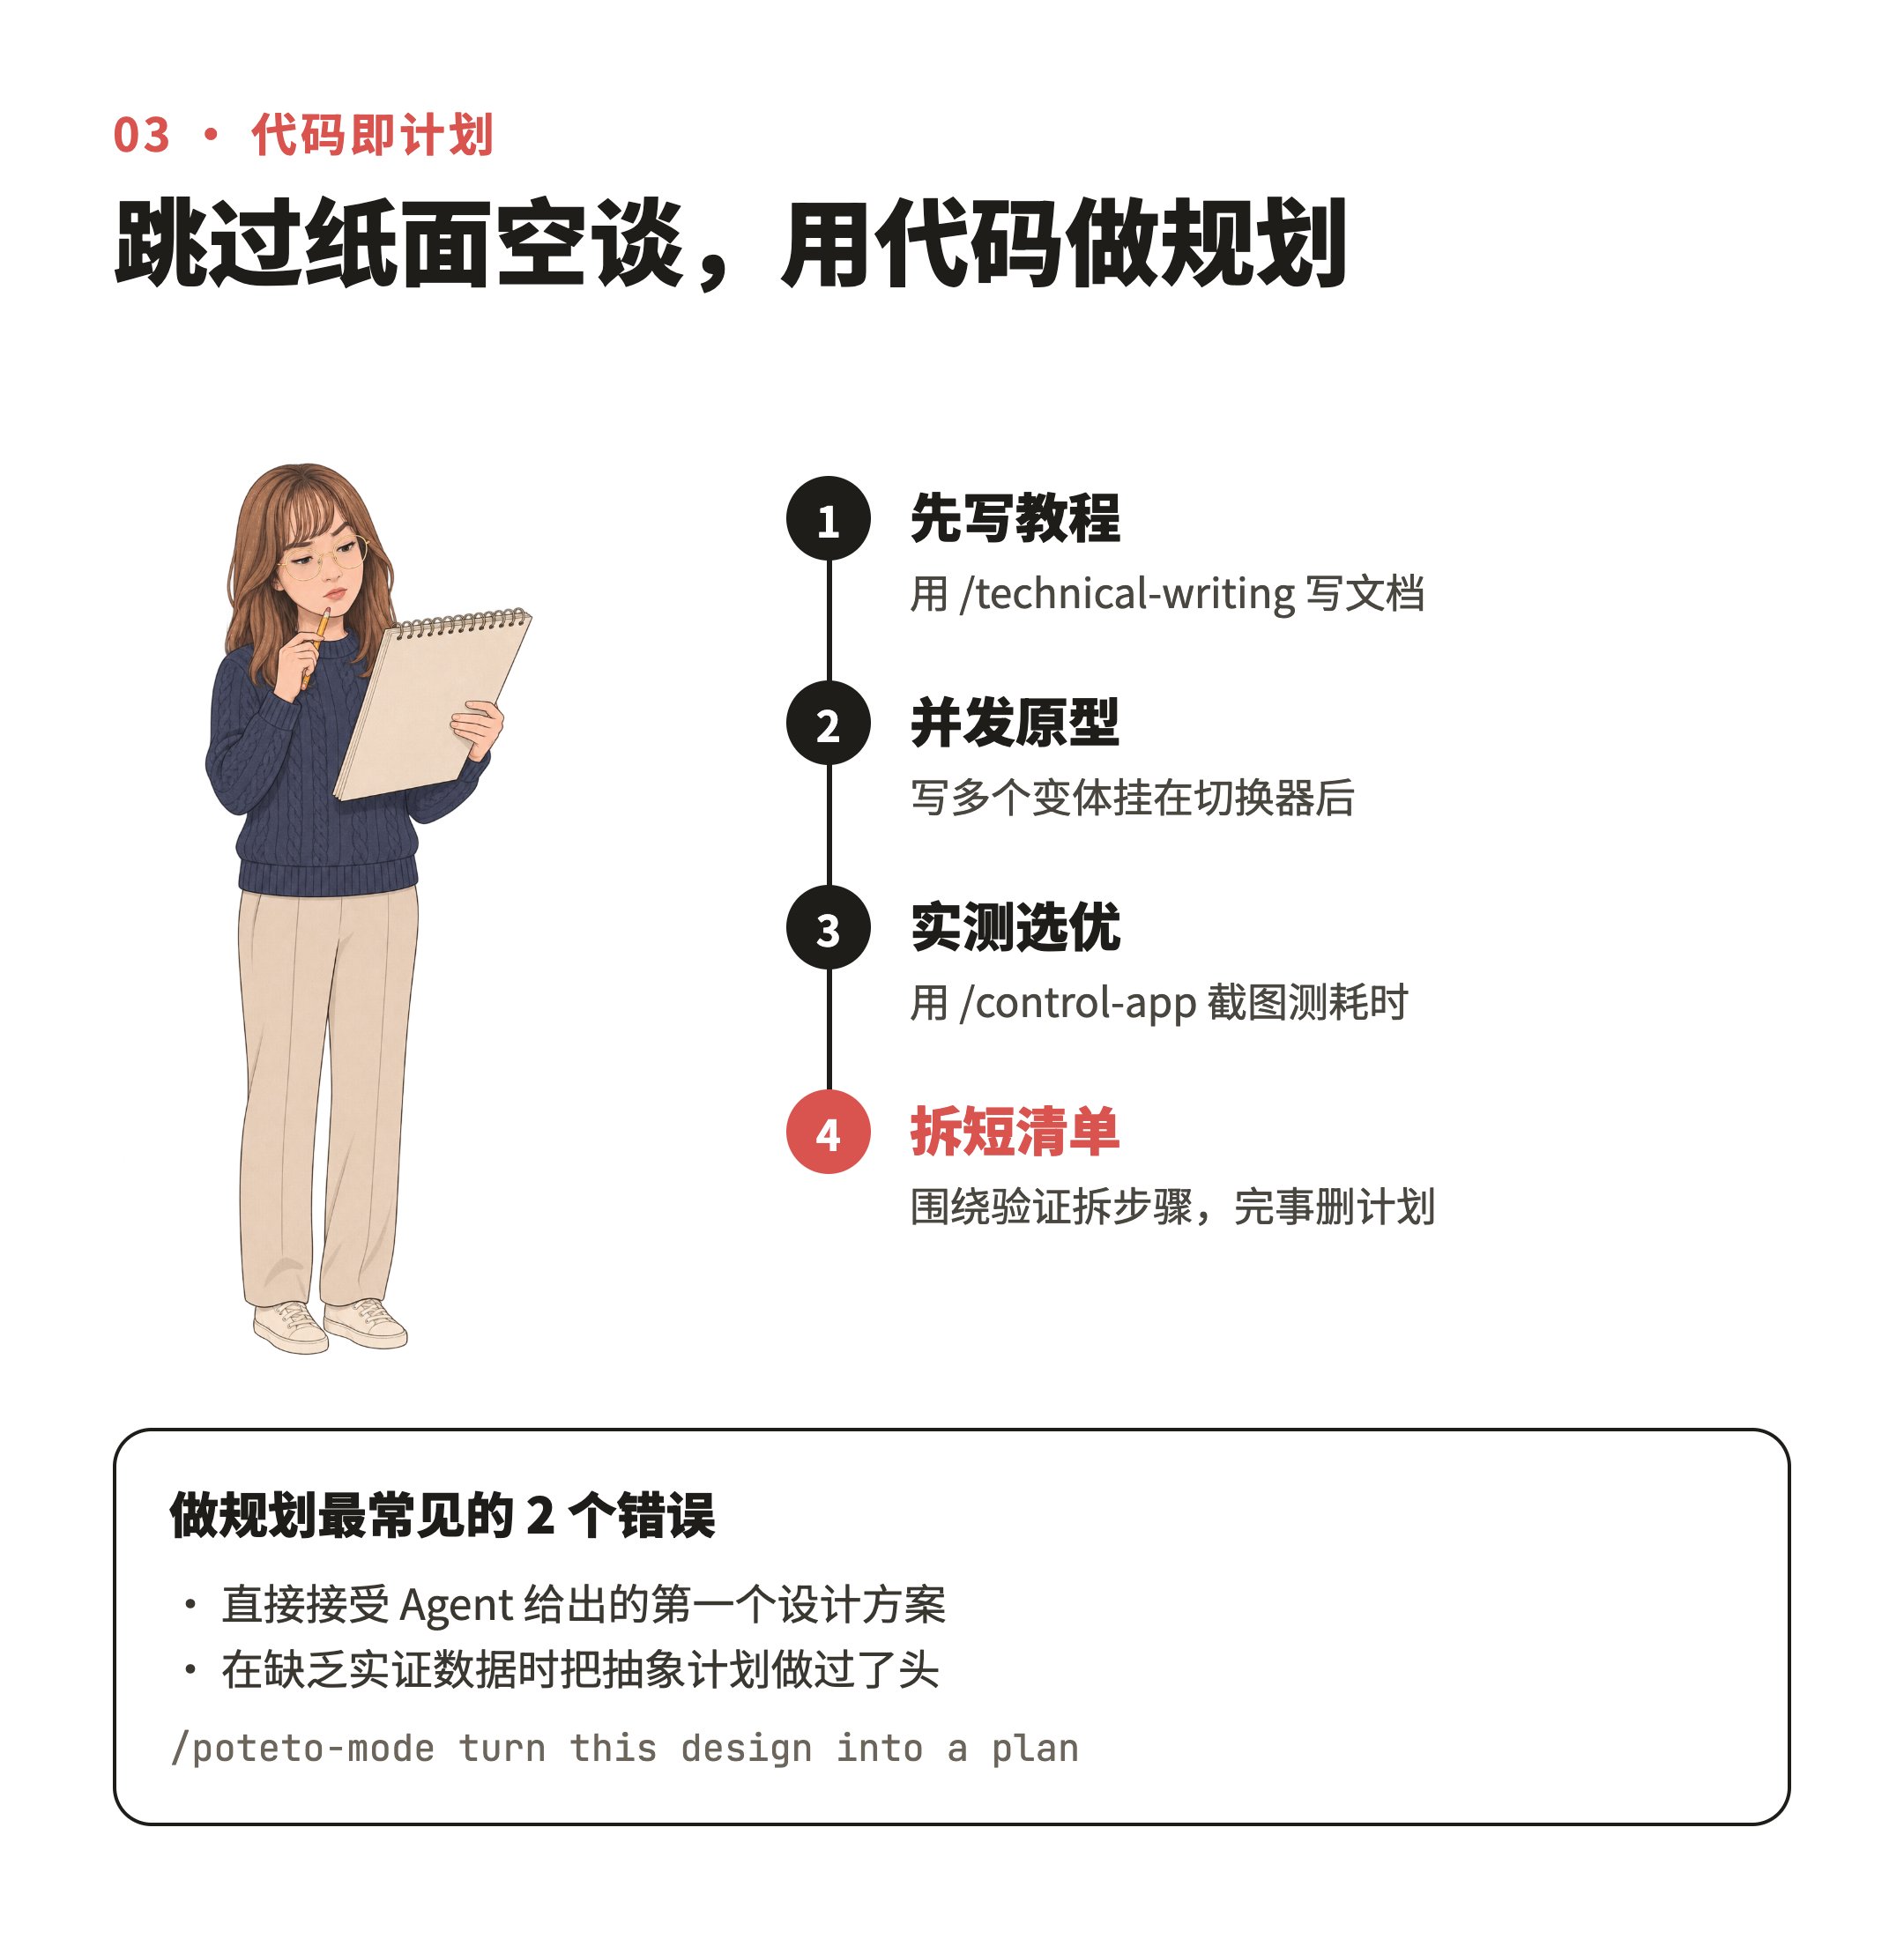 03 · 代码即计划
跳过纸面空谈，用代码做规划
1 先写教程
用 /technical-writing 写文档
2 并发原型
写多个变体挂在切换器后
3 实测选优
用 /control-app 截图测耗时
4 拆短清单
围绕验证拆步骤，完事删计划
做规划最常见的 2 个错误
· 直接接受 Agent 给出的第一个设计方案
· 在缺乏实证数据时把抽象计划做过了头
/poteto-mode turn this design into a plan